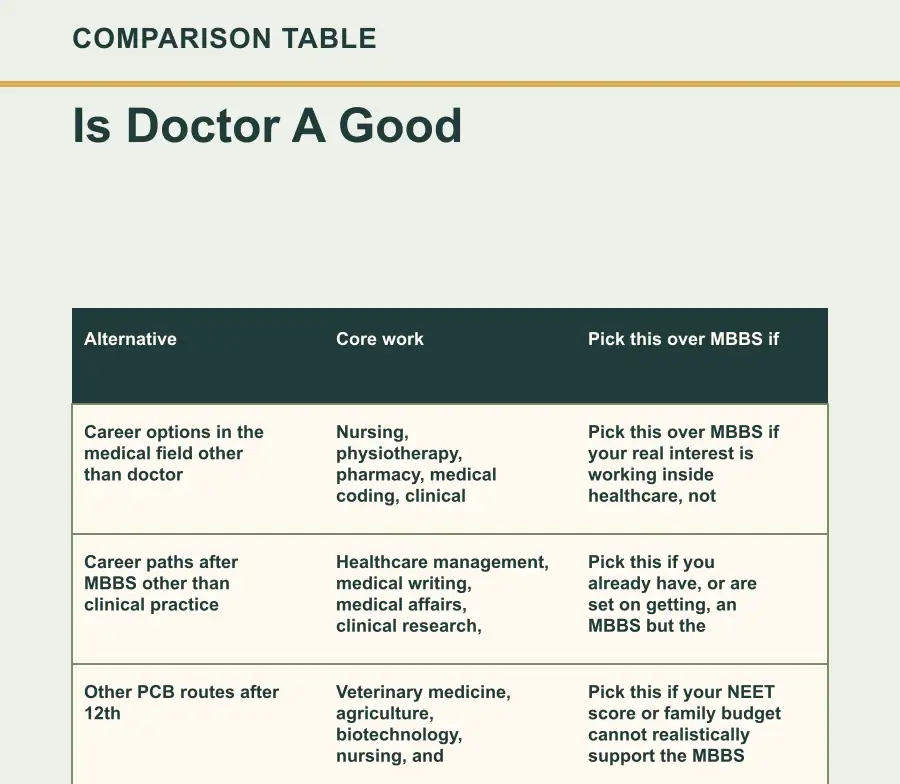 COMPARISON TABLE
Is Doctor A Good
Alternative
Core work
Pick this over MBBS if
Career options in the
medical field other
than doctor
Nursing,
physiotherapy,
pharmacy, medical
coding, clinical
Pick this over MBBS if
your real interest is
working inside
healthcare, not
Career paths after
MBBS other than
clinical practice
Healthcare management,
medical writing,
medical affairs,
clinical research,
Pick this if you
already have, or are
set on getting, an
MBBS but the
Other PCB routes after
12th
Veterinary medicine,
agriculture,
biotechnology,
nursing, and
Pick this if your NEET
score or family budget
cannot realistically
support the MBBS